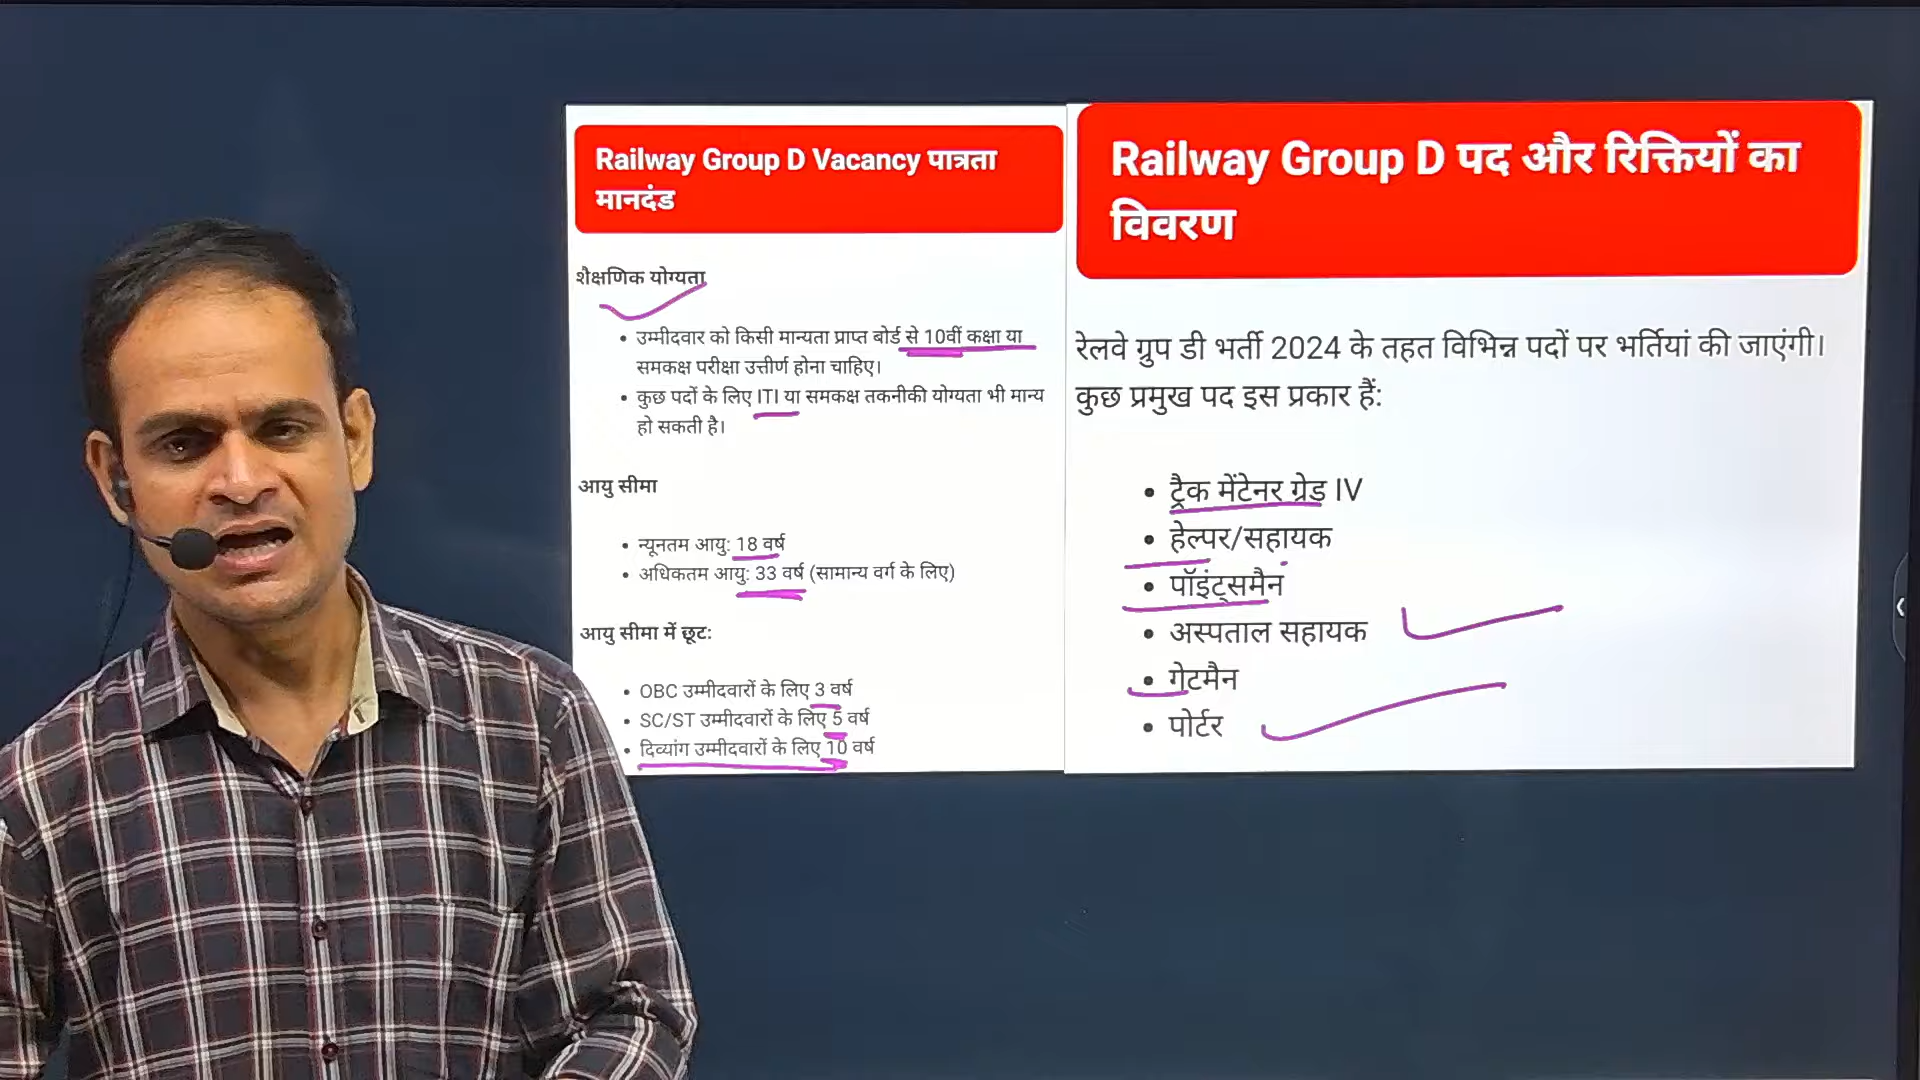 Railway Group D Vacancy पात्रता
मानदंड
शैक्षणिक योग्यता
• उम्मीदवार को किसी मान्यता प्राप्त बोर्ड से 10वीं कक्षा या
समकक्ष परीक्षा उत्तीर्ण होना चाहिए।
• कुछ पदों के लिए ITI या समकक्ष तकनीकी योग्यता भी मान्य
हो सकती है।
आयु सीमा
• न्यूनतम आयु: 18 वर्ष
• अधिकतम आयु: 33 वर्ष (सामान्य वर्ग के लिए)
आयु सीमा में छूट:
• OBC उम्मीदवारों के लिए 3 वर्ष
• SC/ST उम्मीदवारों के लिए 5 वर्ष
• दिव्यांग उम्मीदवारों के लिए 10 वर्ष
Railway Group D पद और रिक्तियों का
विवरण
रेलवे ग्रुप डी भर्ती 2024 के तहत विभिन्न पदों पर भर्तियां की जाएंगी।
कुछ प्रमुख पद इस प्रकार हैं:
• ट्रैक मेंटेनर ग्रेड IV
• हेल्पर/सहायक
• पॉइंट्समैन
• अस्पताल सहायक
• गेटमैन
• पोर्टर